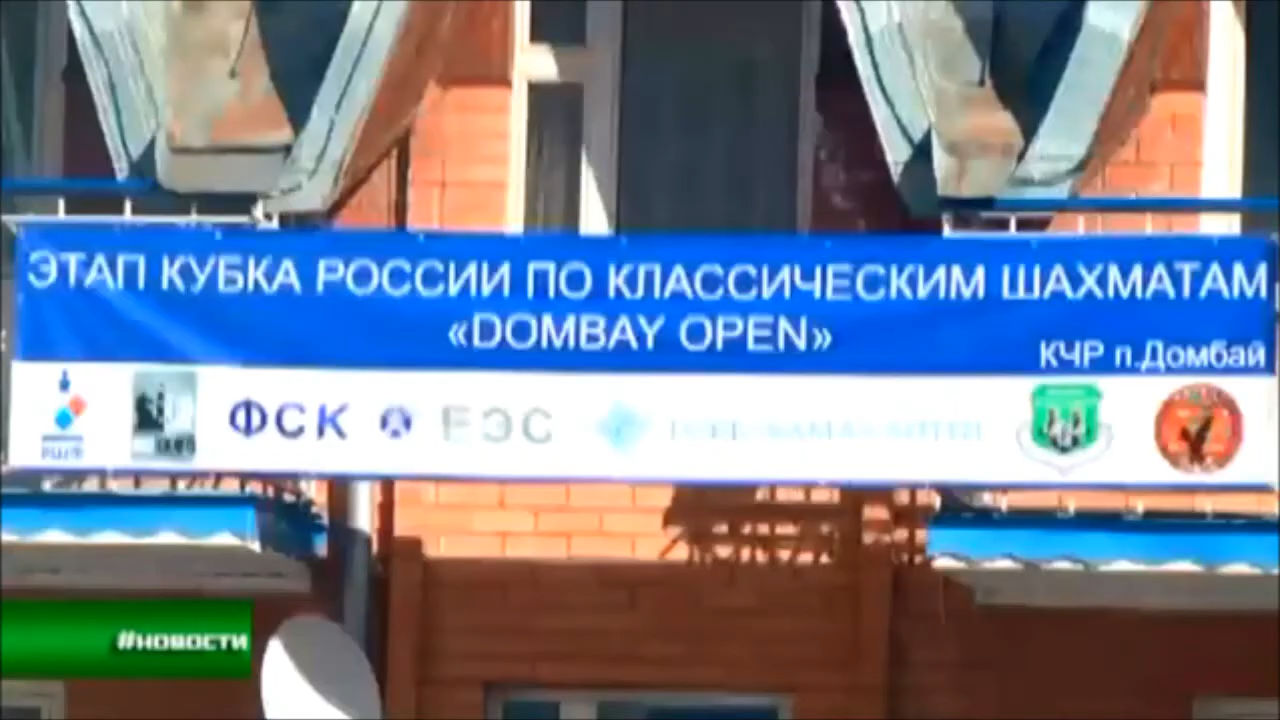 ЭТАП КУБКА РОССИИ ПО КЛАССИЧЕСКИМ ШАХМАТАМ
«DOMBAY OPEN»
КЧР п.Домбай
ФСК ЕЭС
#новости